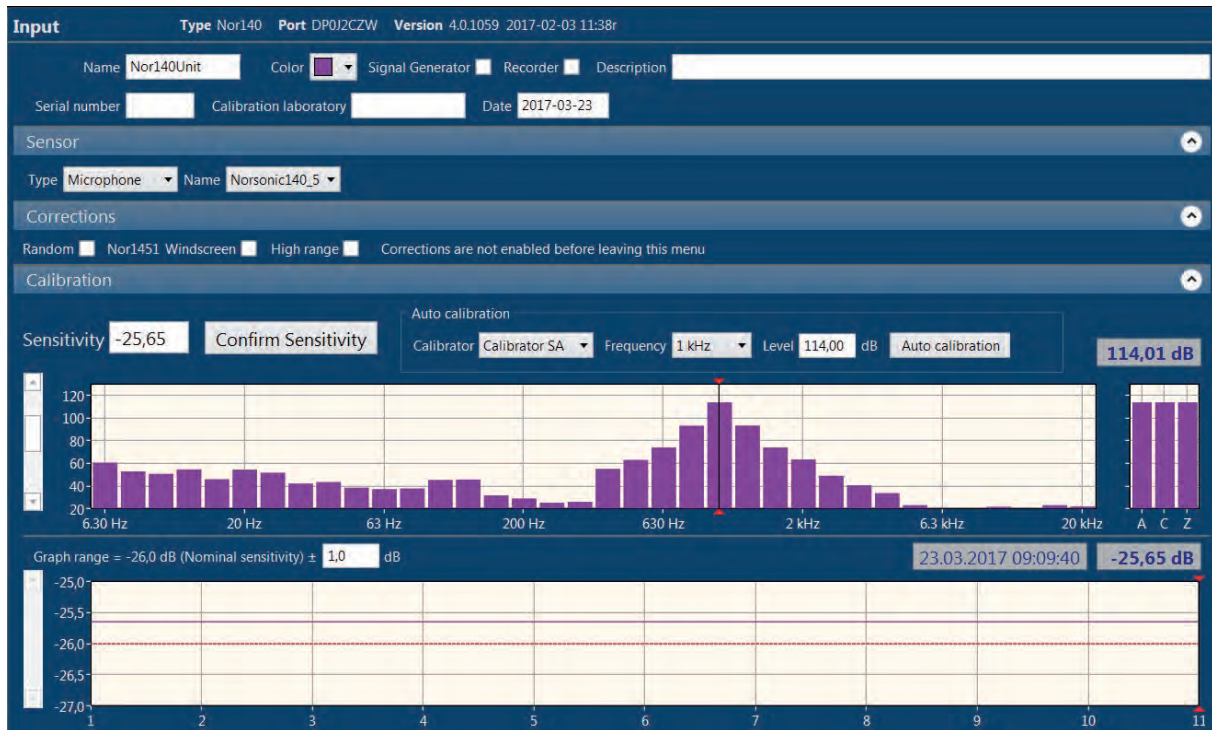 Input Type Nor140 Port DP0J2CZW Version 4.0.1059 2017-02-03 11:38r
Name Nor140Unit Color Signal Generator Recorder Description
Serial number Calibration laboratory Date 2017-03-23
Sensor
Type Microphone Name Norsonic140_5
Corrections
Random Nor1451 Windscreen High range Corrections are not enabled before leaving this menu
Calibration
Auto calibration
Sensitivity -25,65 Confirm Sensitivity Calibrator Calibrator SA Frequency 1 kHz Level 114,00 dB Auto calibration
114,01 dB
120
100
80
60
40
20
6.30 Hz 20 Hz 63 Hz 200 Hz 630 Hz 2 kHz 6.3 kHz 20 kHz A C Z
Graph range = -26,0 dB (Nominal sensitivity) ± 1,0 dB 23.03.2017 09:09:40 -25,65 dB
-25,0
-25,5
-26,0
-26,5
-27,0
1 2 3 4 5 6 7 8 9 10 11